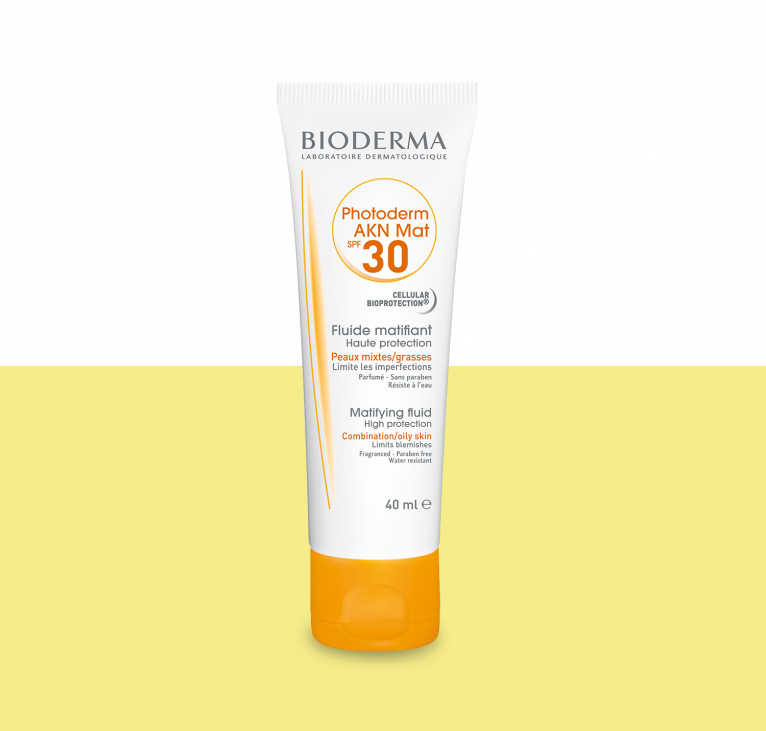 BIODERMA
LABORATOIRE DERMATOLOGIQUE
Photoderm
AKN Mat
SPF 30
CELLULAR
BIOPROTECTION®
Fluide matifiant
Haute protection
Peaux mixtes/grasses
Limite les imperfections
Parfumé - Sans paraben
Résiste à l'eau
Matifying fluid
High protection
Combination/oily skin
Limits blemishes
Fragranced - Paraben free
Water resistant
40 ml ℮